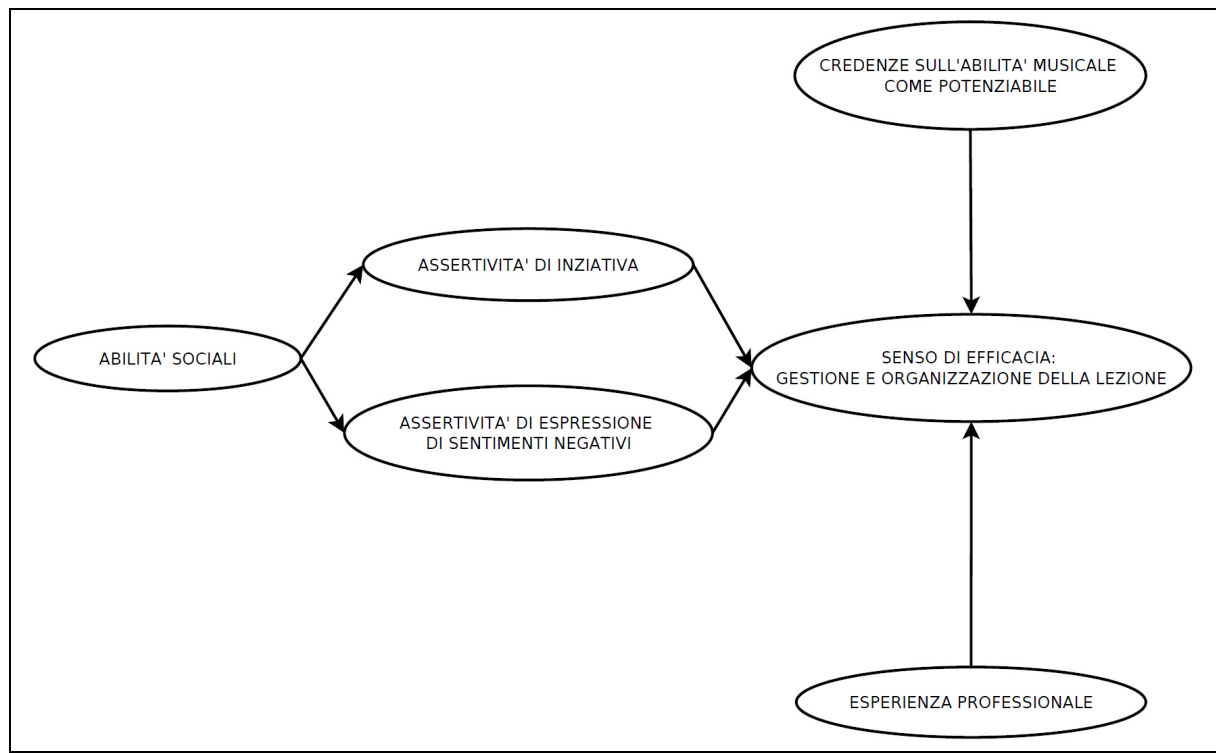 CREDENZE SULL'ABILITA' MUSICALE
COME POTENZIABILE
ASSERTIVITA' DI INZIATIVA
ABILITA' SOCIALI
SENSO DI EFFICACIA:
GESTIONE E ORGANIZZAZIONE DELLA LEZIONE
ASSERTIVITA' DI ESPRESSIONE
DI SENTIMENTI NEGATIVI
ESPERIENZA PROFESSIONALE